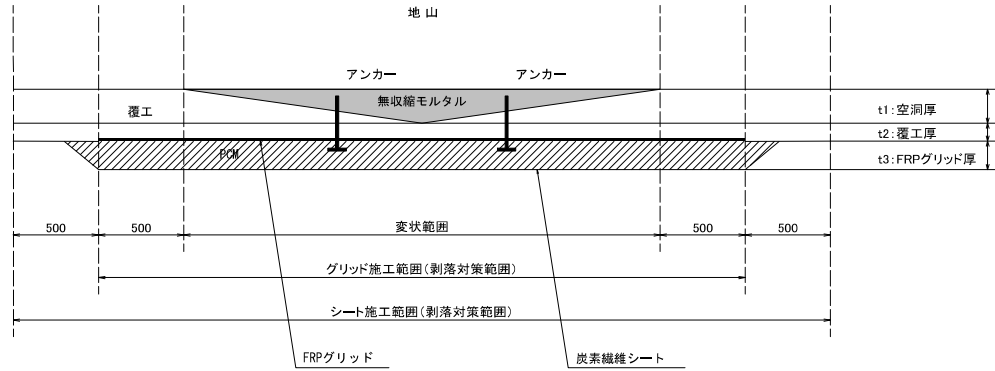 地山
アンカー
アンカー
無収縮モルタル
覆工
t1:空洞厚
t2:覆工厚
PCM
t3:FRPグリッド厚
500
500
変状範囲
500
500
グリッド施工範囲(剥落対策範囲)
シート施工範囲(剥落対策範囲)
FRPグリッド
炭素繊維シート